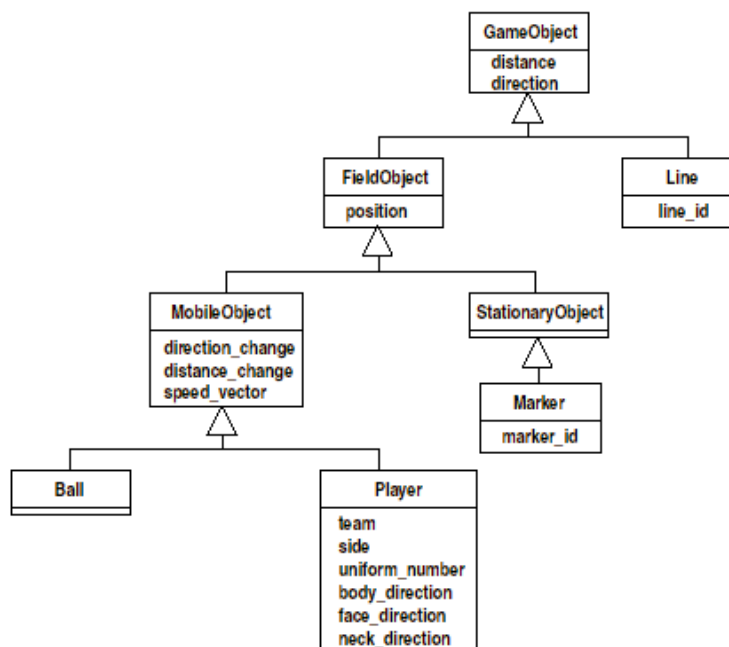 GameObject
distance
direction
FieldObject
position
Line
line_id
MobileObject
direction_change
distance_change
speed_vector
StationaryObject
Marker
marker_id
Ball
Player
team
side
uniform_number
body_direction
face_direction
neck_direction